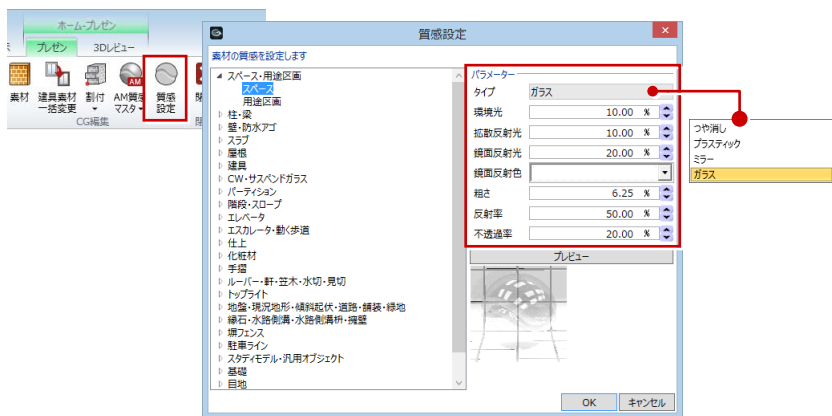 ホーム-プレゼン
プレゼン 3Dレビュー
素材 建具素材 一括変更 割付 AM質感 マスタ 質感 設定
CG編集
質感設定
素材の質感を設定します
スペース・用途区画
スペース
用途区画
柱・梁
壁・防水アゴ
スラブ
屋根
建具
CW・サスペンドガラス
パーティション
階段・スロープ
エレベータ
エスカレータ・動く歩道
仕上
化粧材
手摺
ルーバー・軒・笠木・水切・見切
トップライト
地盤・現況地形・傾斜起伏・道路・舗装・緑地
縁石・水路側溝・水路側溝枡・擁壁
塀フェンス
駐車ライン
スタディモデル・汎用オブジェクト
基礎
目地
パラメーター
タイプ ガラス
環境光 10.00 %
拡散反射光 10.00 %
鏡面反射光 20.00 %
鏡面反射色
粗さ 6.25 %
反射率 50.00 %
不透過率 20.00 %
プレビュー
OK キャンセル
つや消し
プラスティック
ミラー
ガラス